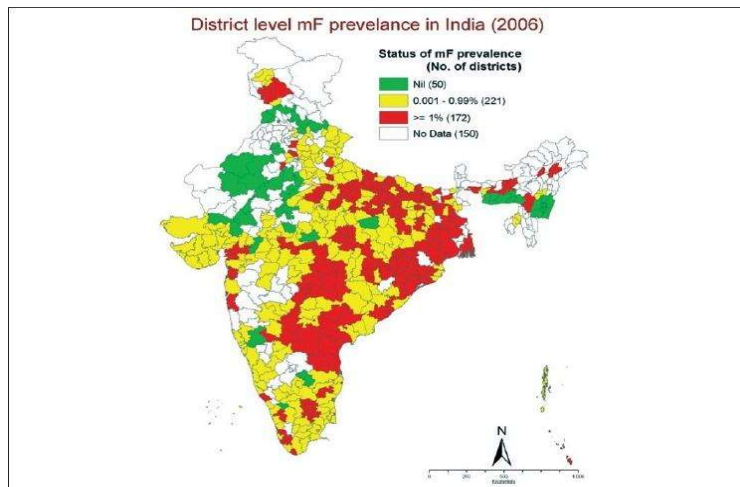 District level mF prevelance in India (2006)
Status of mF prevalence
(No. of districts)
Nil (50)
0.001 - 0.99% (221)
>= 1% (172)
No Data (150)
N